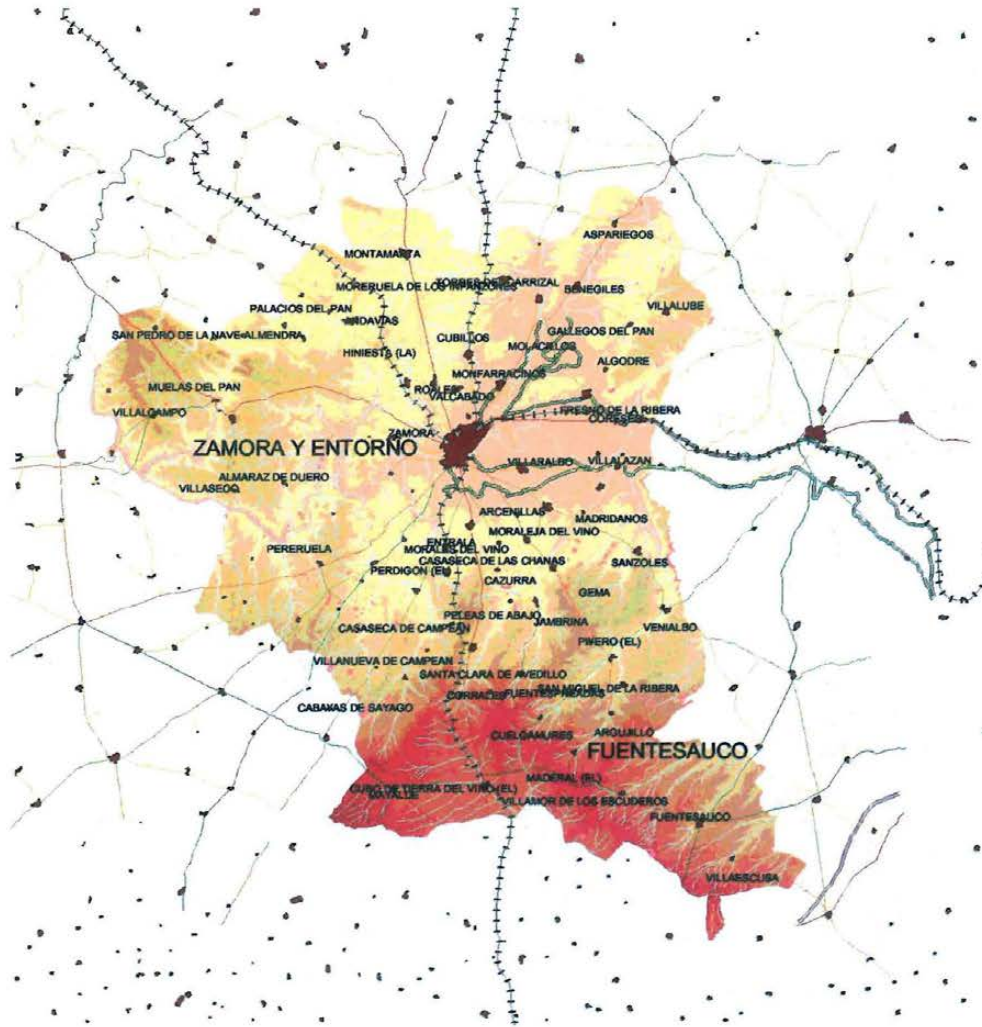 ASPARIEGOS
MONTAMARTA
MORERUELA DE LOS INFANZONES
BENEGILES
VILLALUBE
PALACIOS DEL PAN
ANDAVIAS
SAN PEDRO DE LA NAVE-ALMENDRA
GALLEGOS DEL PAN
CUBILLOS
MOLACILLOS
HINIESTA (LA)
ALGODRE
MONFARRACINOS
MUELAS DEL PAN
ROALES
VALCABADO
VILLALCAMPO
FRESNO DE LA RIBERA
CORESES
ZAMORA
ZAMORA Y ENTORNO
VILLARALBO
VILLALAZAN
ALMARAZ DE DUERO
VILLASECO
ARCENILLAS
MADRIDANOS
MORALEJA DEL VINO
ENTRALA
MORALES DEL VINO
PERERUELA
CASASECA DE LAS CHANAS
SANZOLES
PERDIGON (EL)
CAZURRA
GEMA
PELEAS DE ABAJO
JAMBRINA
CASASECA DE CAMPEAN
VENIALBO
PIÑERO (EL)
VILLANUEVA DE CAMPEAN
SANTA CLARA DE AVEDILLO
SAN MIGUEL DE LA RIBERA
CORRALES
FUENTESPREADAS
CABAVAS DE SAYAGO
CUELGAMURES
ARGUJILLO
FUENTESAUCO
MADERAL (EL)
CUBO DE TIERRA DEL VINO (EL)
MAYALDE
VILLAMOR DE LOS ESCUDEROS
FUENTESAUCO
VILLAESCUSA